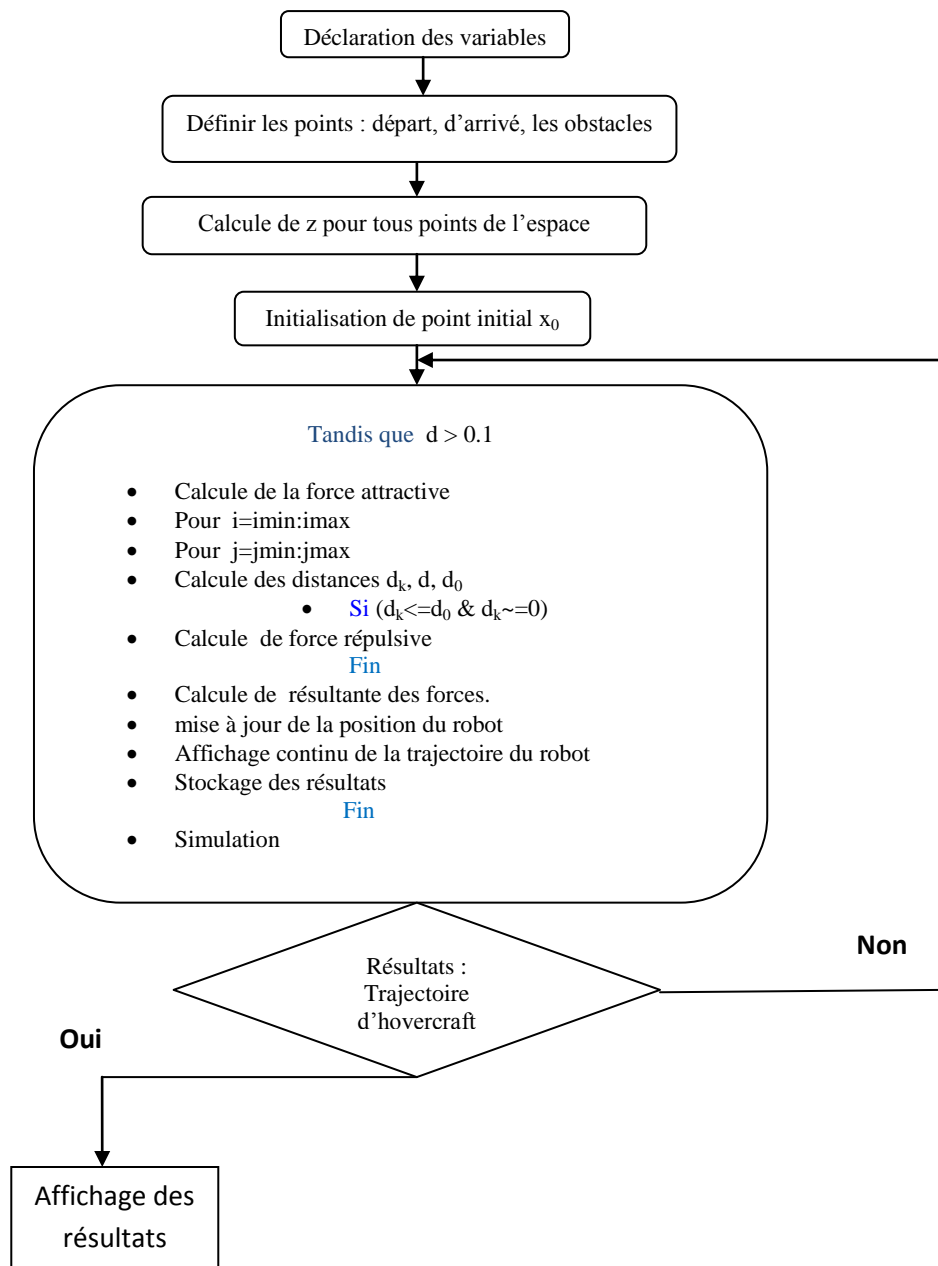 Déclaration des variables
Définir les points : départ, d’arrivé, les obstacles
Calcule de z pour tous points de l’espace
Initialisation de point initial x₀
Tandis que d > 0.1
• Calcule de la force attractive
• Pour i=imin:imax
• Pour j=jmin:jmax
• Calcule des distances dₖ, d, d₀
• Si (dₖ<=d₀ & dₖ~=0)
• Calcule de force répulsive
Fin
• Calcule de résultante des forces.
• mise à jour de la position du robot
• Affichage continu de la trajectoire du robot
• Stockage des résultats
Fin
• Simulation
Résultats :
Trajectoire
d’hovercraft
Non
Oui
Affichage des
résultats